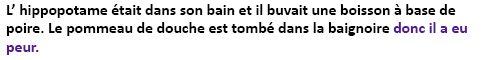 L’ hippopotame était dans son bain et il buvait une boisson à base de
poire. Le pommeau de douche est tombé dans la baignoire donc il a eu
peur.